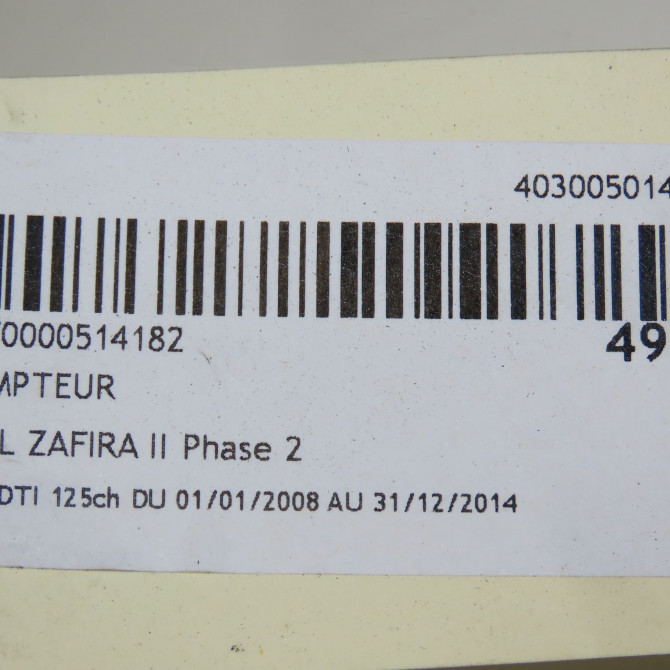 403005014
0000514182
49
MPTEUR
L ZAFIRA II Phase 2
DTI 125ch DU 01/01/2008 AU 31/12/2014